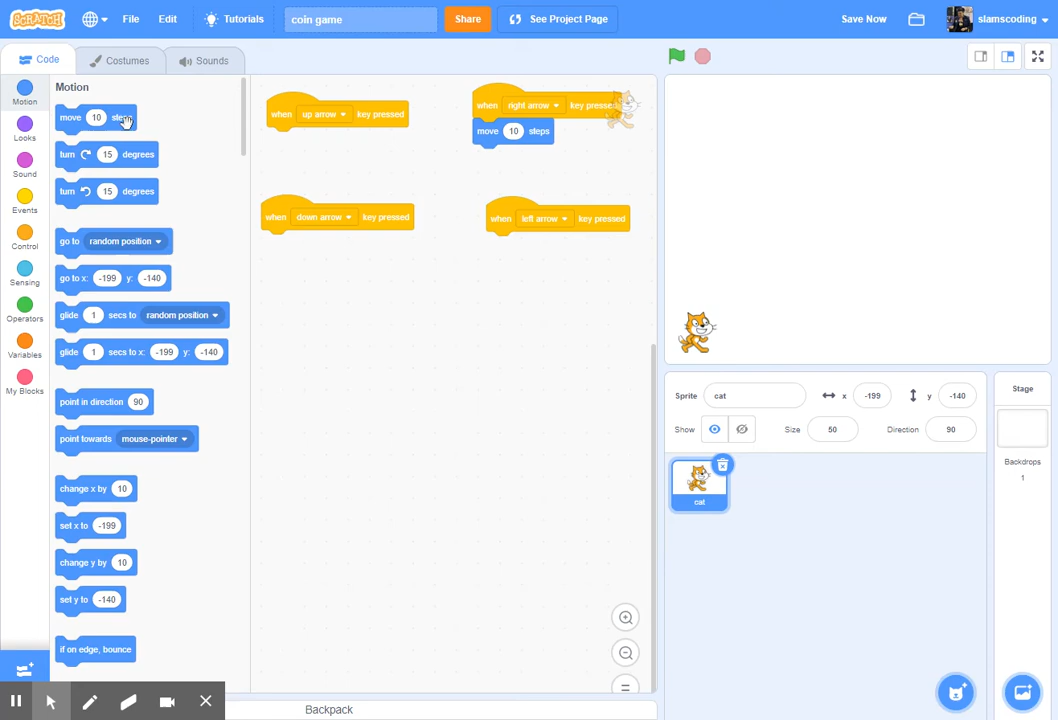 SCRATCH File Edit Tutorials coin game Share See Project Page Save Now slamscoding
Code Costumes Sounds
Motion
Looks
Sound
Events
Control
Sensing
Operators
Variables
My Blocks
Motion
move 10 steps
turn 15 degrees
turn 15 degrees
go to random position
go to x: -199 y: -140
glide 1 secs to random position
glide 1 secs to x: -199 y: -140
point in direction 90
point towards mouse-pointer
change x by 10
set x to -199
change y by 10
set y to -140
if on edge, bounce
when up arrow key pressed
when right arrow key pressed
move 10 steps
when down arrow key pressed
when left arrow key pressed
Backpack
Sprite cat x -199 y -140
Show Size 50 Direction 90
cat
Stage
Backdrops
1